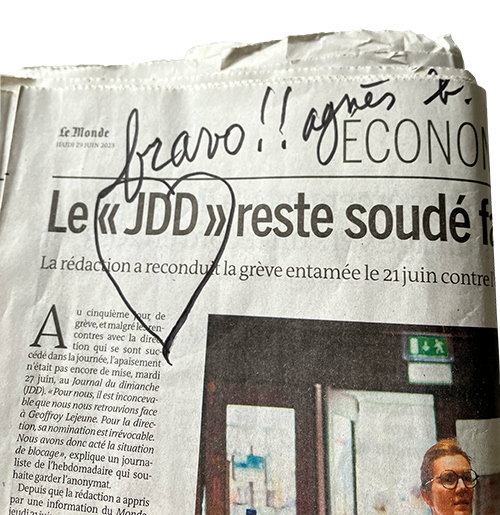 bravo!! agnès b.
Le Monde
JEUDI 29 JUIN 2023
ÉCONO
Le « JDD » reste soudé f
La rédaction a reconduit la grève entamée le 21 juin contre
Au cinquième jour de
grève, et malgré les ren-
contres avec la direc-
tion qui se sont suc-
cédé dans la journée, l'apaisement
n'était pas encore de mise, mardi
27 juin, au Journal du dimanche
(JDD). « Pour nous, il est inconceva-
ble que nous nous retrouvions face
à Geoffroy Lejeune. Pour la direc-
tion, sa nomination est irrévocable.
Nous avons donc acté la situation
de blocage », explique un journa-
liste de l'hebdomadaire qui sou-
haite garder l'anonymat.
Depuis que la rédaction a appris
par une information du Monde
jeudi